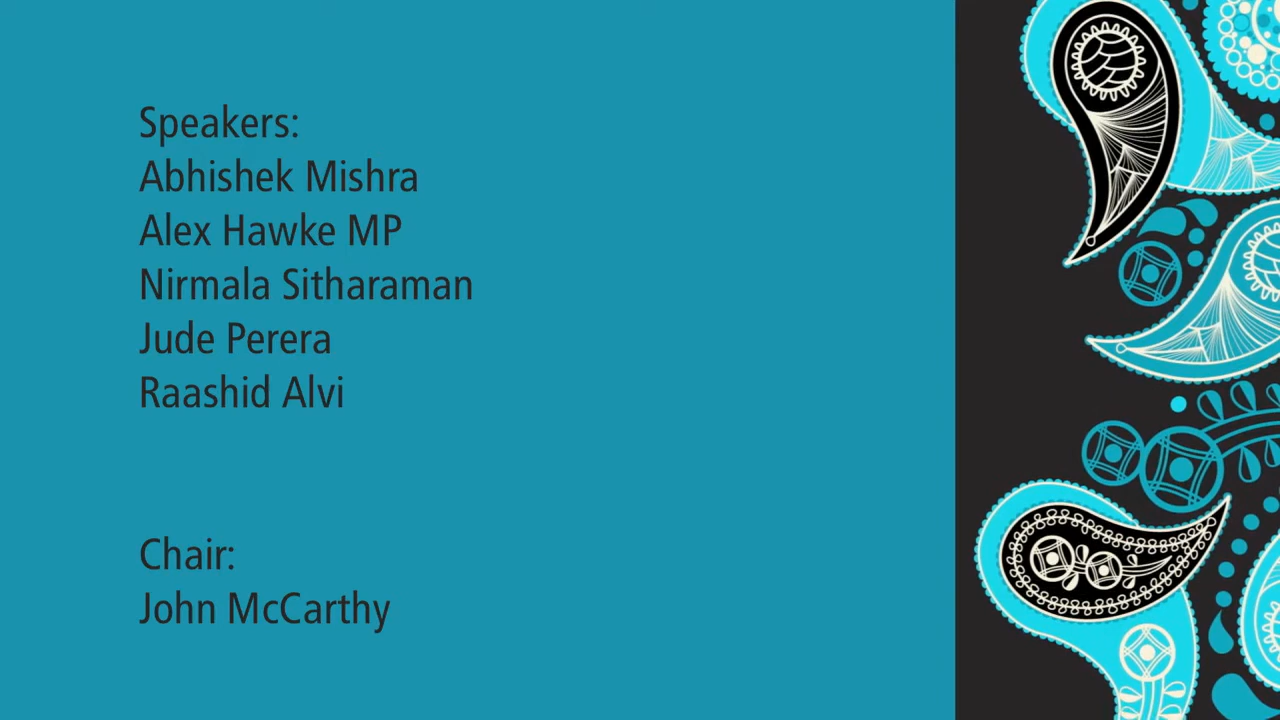 Speakers:
Abhishek Mishra
Alex Hawke MP
Nirmala Sitharaman
Jude Perera
Raashid Alvi
Chair:
John McCarthy